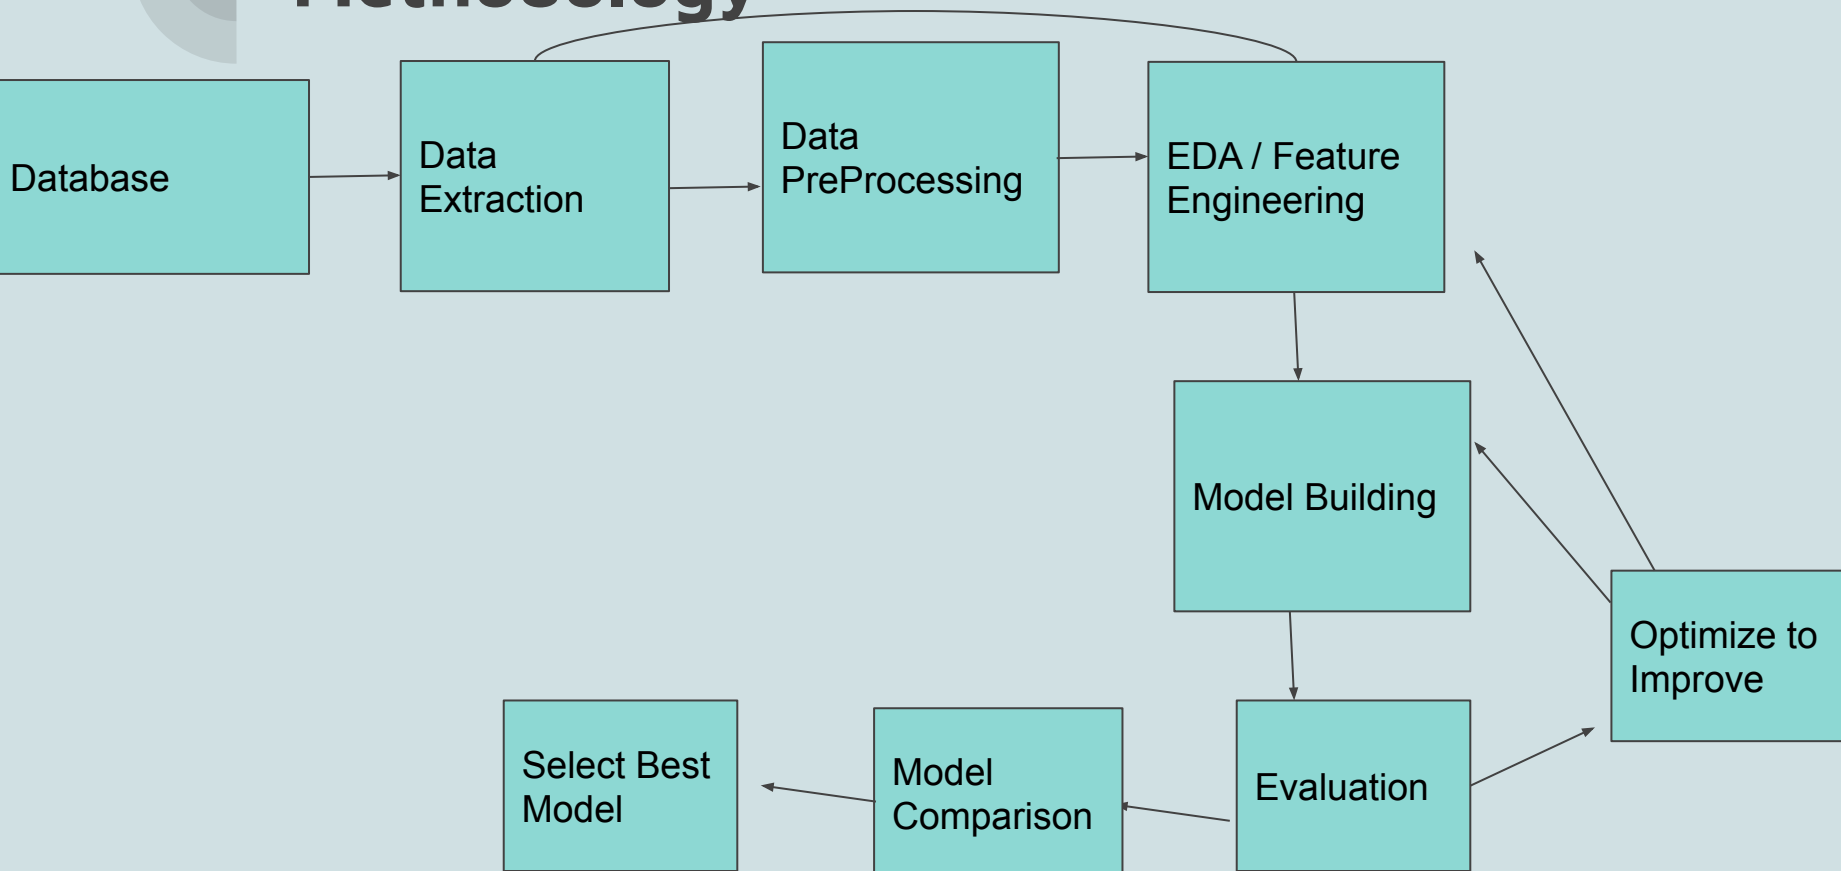 Methodology
Database
Data
Extraction
Data
PreProcessing
EDA / Feature
Engineering
Model Building
Optimize to
Improve
Evaluation
Model
Comparison
Select Best
Model